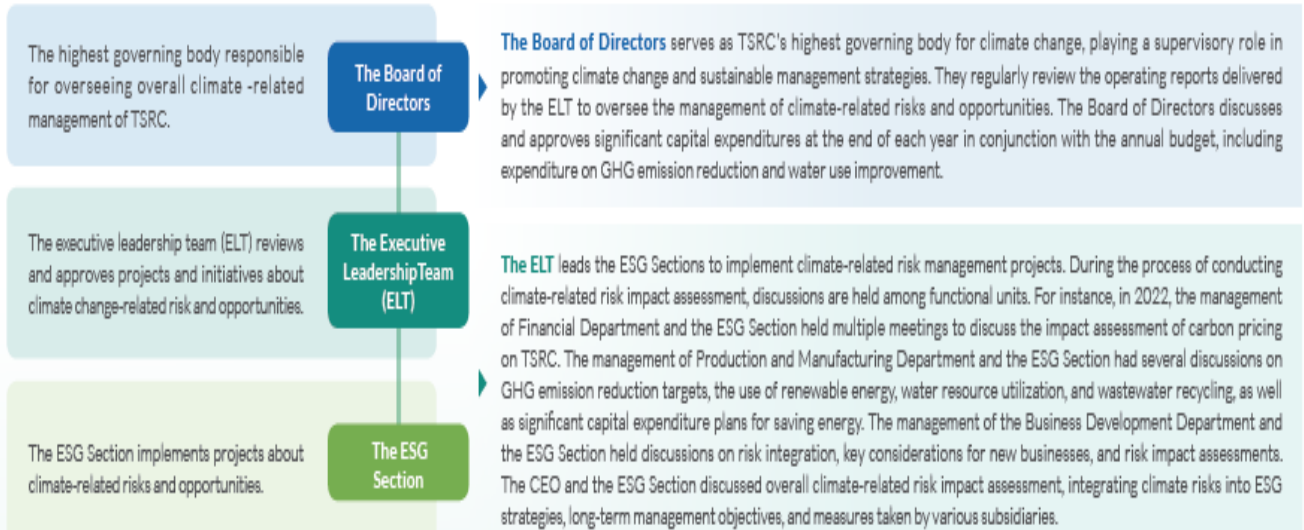 The highest governing body responsible
for overseeing overall climate -related
management of TSRC.
The Board of
Directors
The Board of Directors serves as TSRC's highest governing body for climate change, playing a supervisory role in
promoting climate change and sustainable management strategies. They regularly review the operating reports delivered
by the ELT to oversee the management of climate-related risks and opportunities. The Board of Directors discusses
and approves significant capital expenditures at the end of each year in conjunction with the annual budget, including
expenditure on GHG emission reduction and water use improvement.
The executive leadership team (ELT) reviews
and approves projects and initiatives about
climate change-related risk and opportunities.
The Executive
LeadershipTeam
(ELT)
The ELT leads the ESG Sections to implement climate-related risk management projects. During the process of conducting
climate-related risk impact assessment, discussions are held among functional units. For instance, in 2022, the management
of Financial Department and the ESG Section held multiple meetings to discuss the impact assessment of carbon pricing
on TSRC. The management of Production and Manufacturing Department and the ESG Section had several discussions on
GHG emission reduction targets, the use of renewable energy, water resource utilization, and wastewater recycling, as well
as significant capital expenditure plans for saving energy. The management of the Business Development Department and
the ESG Section held discussions on risk integration, key considerations for new businesses, and risk impact assessments.
The CEO and the ESG Section discussed overall climate-related risk impact assessment, integrating climate risks into ESG
strategies, long-term management objectives, and measures taken by various subsidiaries.
The ESG Section implements projects about
climate-related risks and opportunities.
The ESG
Section